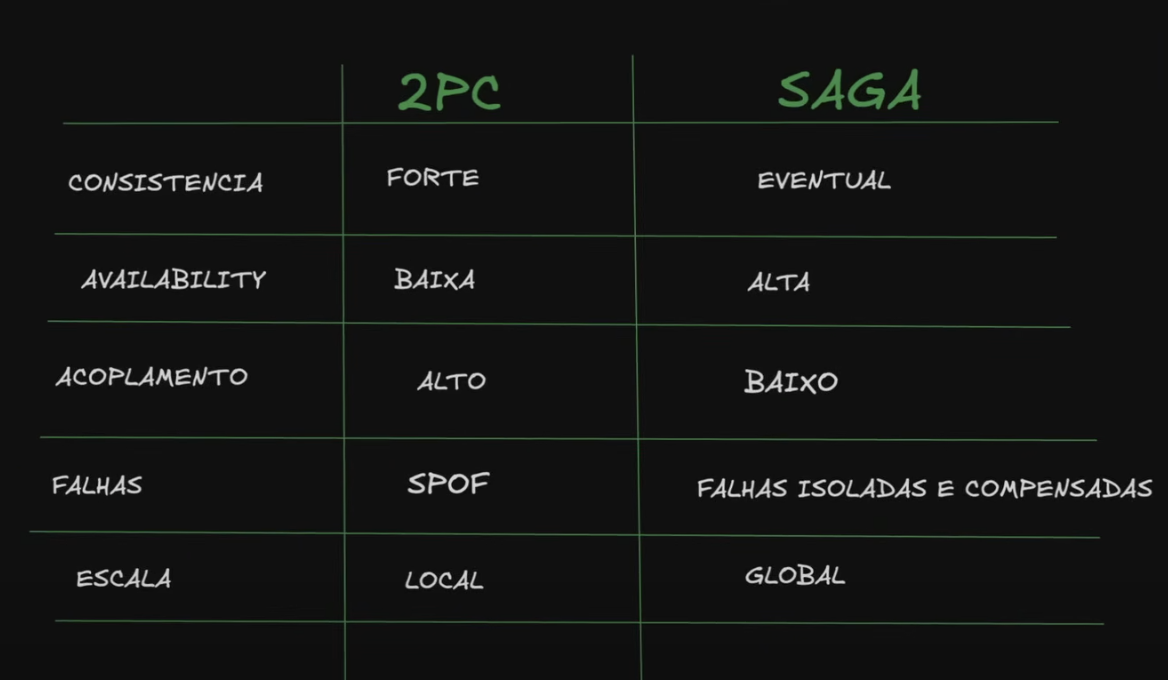 2PC SAGA
CONSISTENCIA FORTE EVENTUAL
AVAILABILITY BAIXA ALTA
ACOPLAMENTO ALTO BAIXO
FALHAS SPOF FALHAS ISOLADAS E COMPENSADAS
ESCALA LOCAL GLOBAL